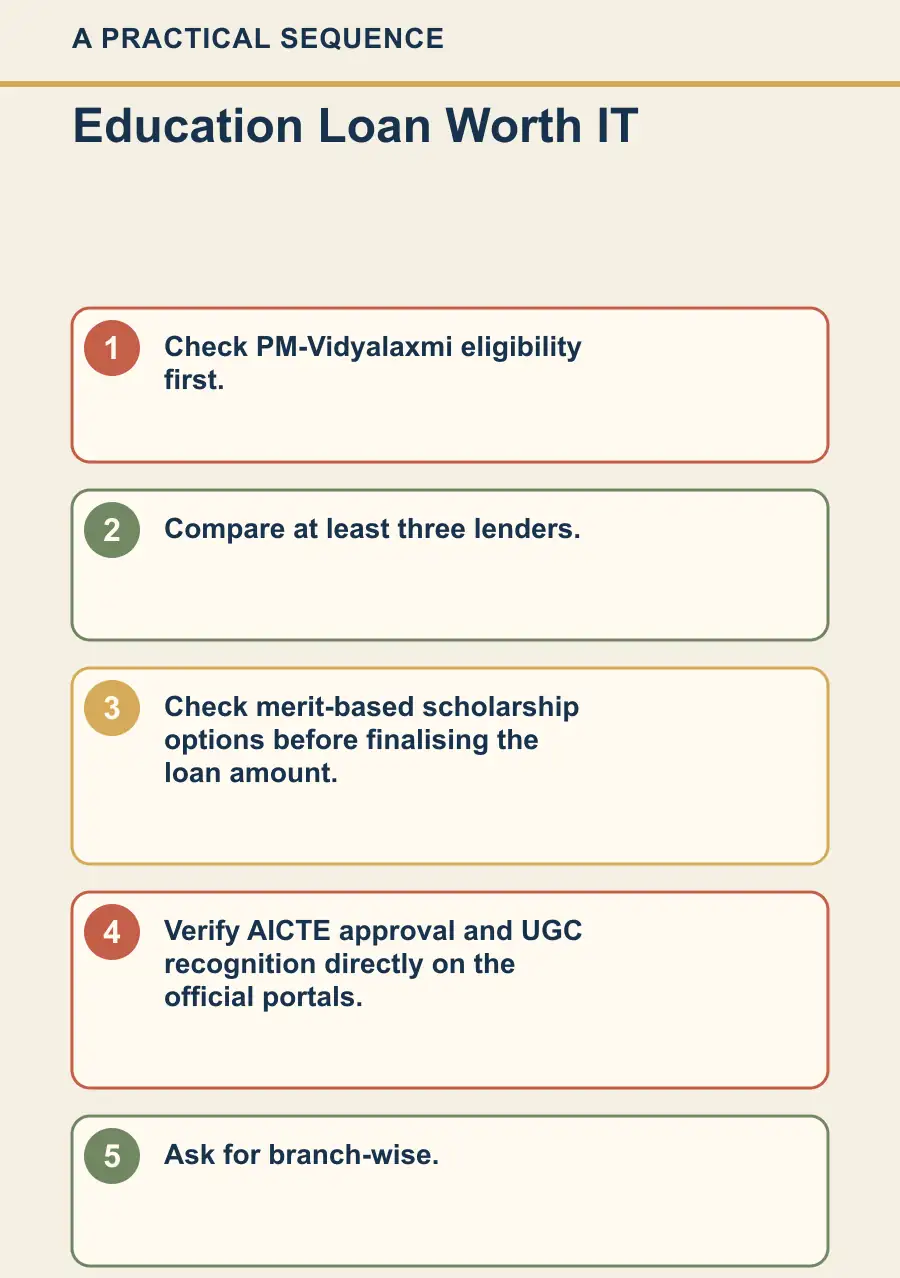 A PRACTICAL SEQUENCE
Education Loan Worth IT
1
Check PM-Vidyalaxmi eligibility
first.
2
Compare at least three lenders.
3
Check merit-based scholarship
options before finalising the
loan amount.
4
Verify AICTE approval and UGC
recognition directly on the
official portals.
5
Ask for branch-wise.